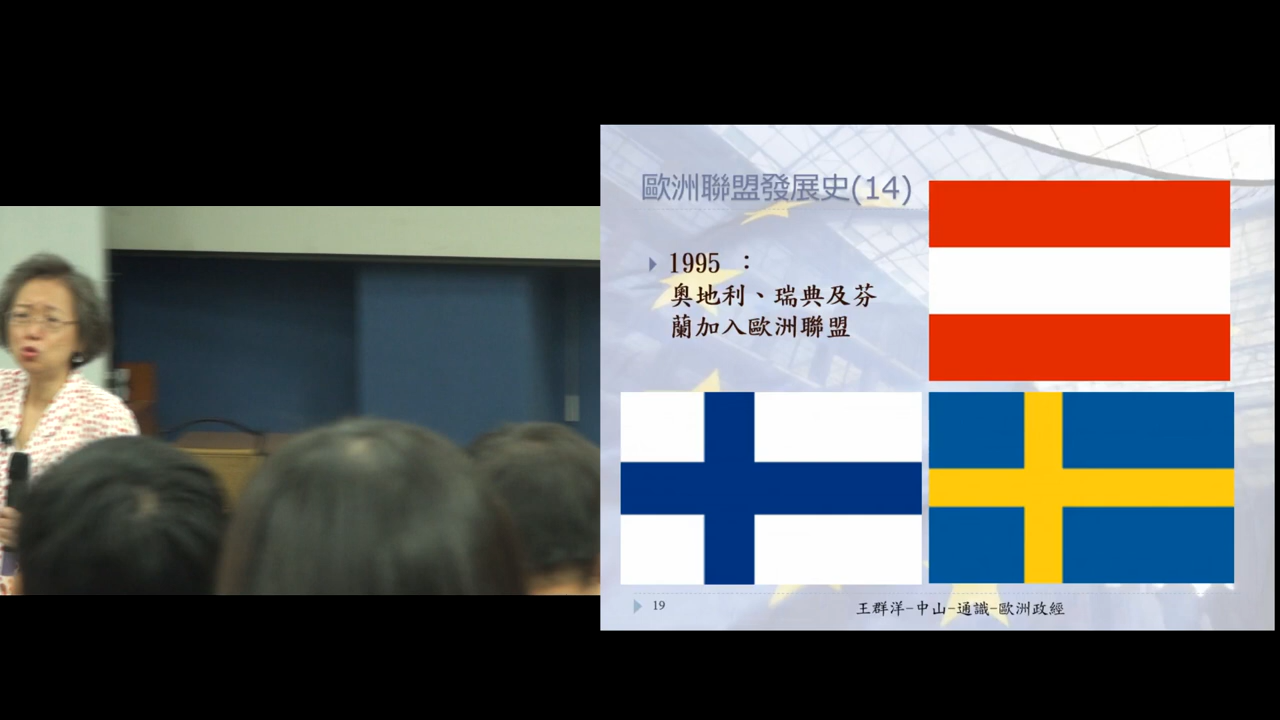 歐洲聯盟發展史(14)
1995 ：
奧地利、瑞典及芬
蘭加入歐洲聯盟
19
王群洋-中山-通識-歐洲政經